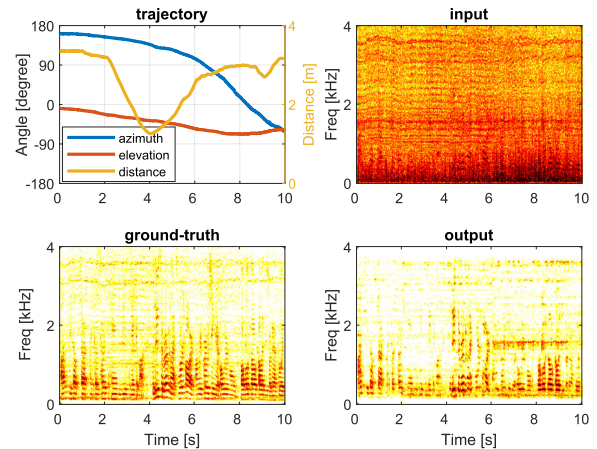 trajectory
input
180
90
0
-90
-180
Angle [degree]
4
2
0
Distance [m]
azimuth
elevation
distance
0 2 4 6 8 10
4
2
0
Freq [kHz]
0 2 4 6 8 10
ground-truth
output
4
2
0
Freq [kHz]
0 2 4 6 8 10
Time [s]
4
2
0
Freq [kHz]
0 2 4 6 8 10
Time [s]